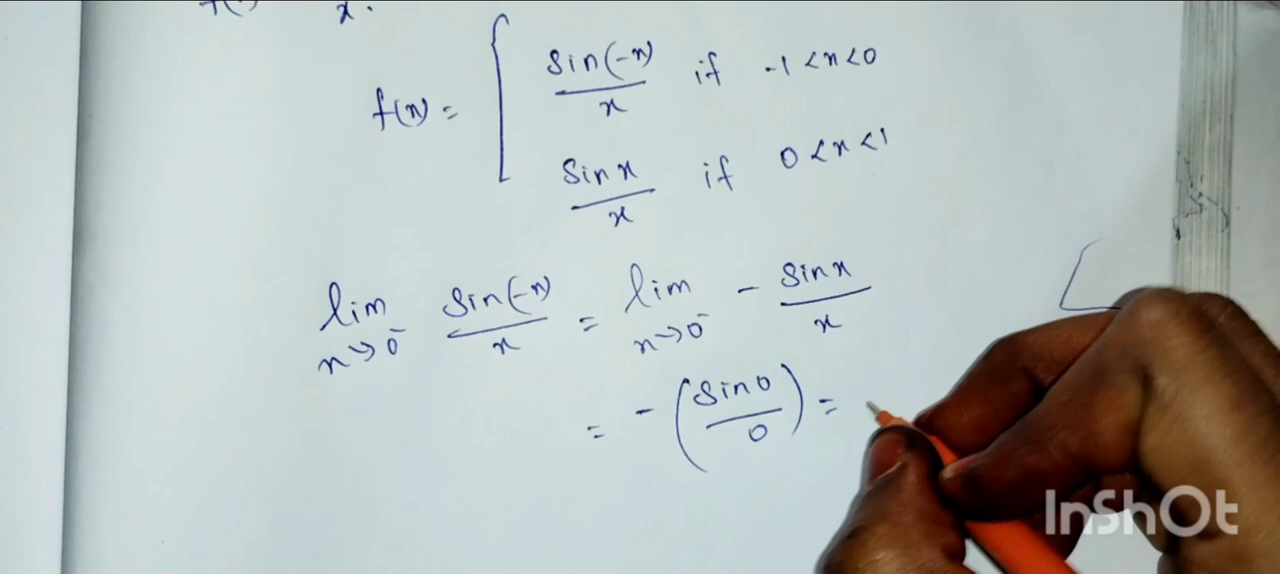 f(x) = { sin(-x)/x if -1 < x < 0
sin x/x if 0 < x < 1
lim x→0⁻ sin(-x)/x = lim x→0⁻ - sin x/x
= - (sin 0/0) =
InShOt